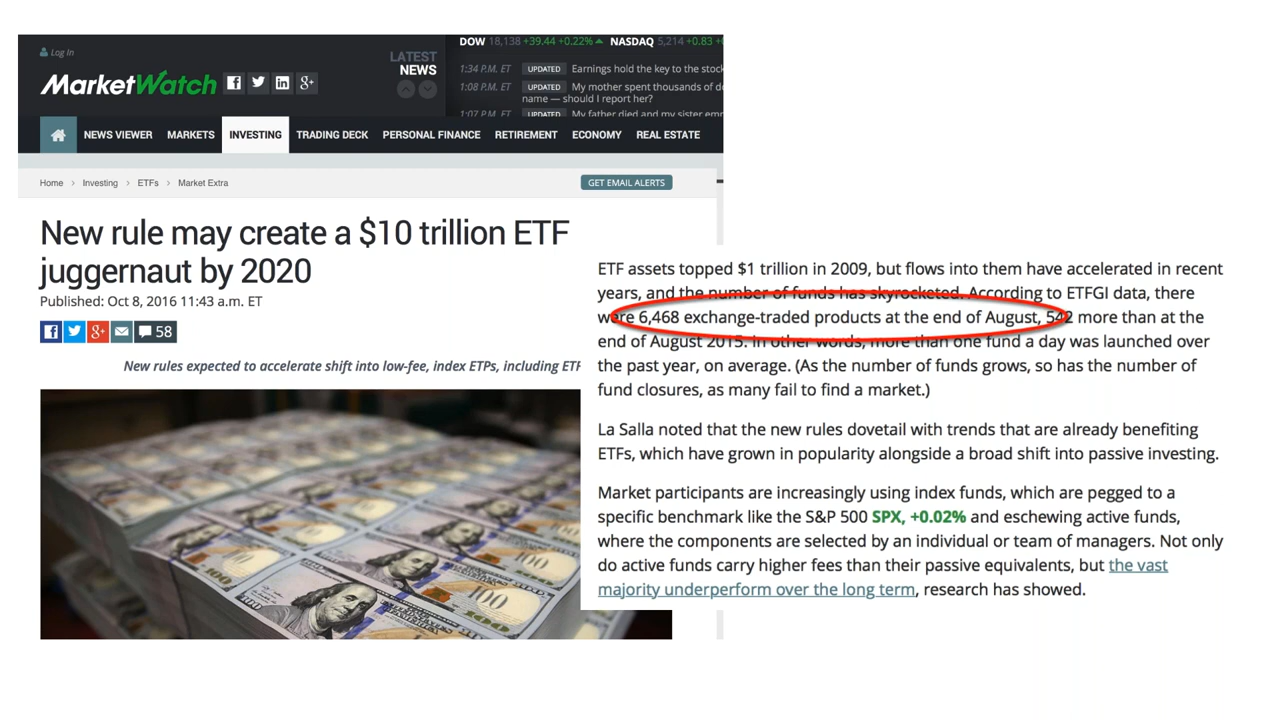 Log In
MarketWatch
LATEST
NEWS
DOW 18,138 +39.44 +0.22% NASDAQ 5,214 +0.83
1:34 P.M. ET UPDATED Earnings hold the key to the stock
1:08 P.M. ET UPDATED My mother spent thousands of
name — should I report her?
1:07 P.M. ET UPDATED My father died and my sister
NEWS VIEWER MARKETS INVESTING TRADING DECK PERSONAL FINANCE RETIREMENT ECONOMY REAL ESTATE
Home > Investing > ETFs > Market Extra
GET EMAIL ALERTS
New rule may create a $10 trillion ETF
juggernaut by 2020
Published: Oct 8, 2016 11:43 a.m. ET
58
New rules expected to accelerate shift into low-fee, index ETPs, including
ETF assets topped $1 trillion in 2009, but flows into them have accelerated in recent
years, and the number of funds has skyrocketed. According to ETFGI data, there
were 6,468 exchange-traded products at the end of August, 542 more than at the
end of August 2015. In other words, more than one fund a day was launched over
the past year, on average. (As the number of funds grows, so has the number of
fund closures, as many fail to find a market.)
La Salla noted that the new rules dovetail with trends that are already benefiting
ETFs, which have grown in popularity alongside a broad shift into passive investing.
Market participants are increasingly using index funds, which are pegged to a
specific benchmark like the S&P 500 SPX, +0.02% and eschewing active funds,
where the components are selected by an individual or team of managers. Not only
do active funds carry higher fees than their passive equivalents, but the vast
majority underperform over the long term, research has showed.
100
100
100